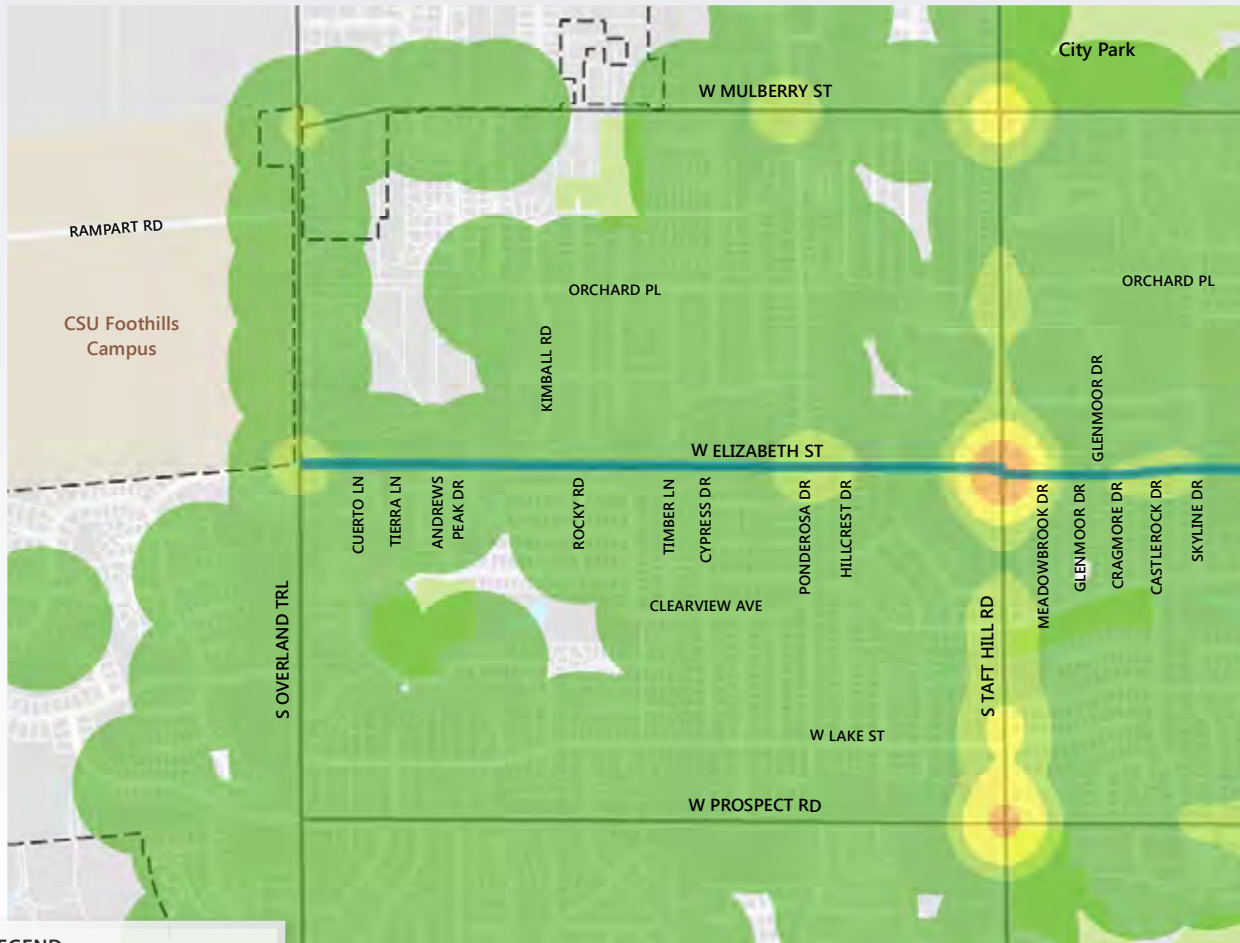 City Park
W MULBERRY ST
RAMPART RD
ORCHARD PL
ORCHARD PL
CSU Foothills
Campus
KIMBALL RD
GLENMOOR DR
W ELIZABETH ST
CUERTO LN
TIERRA LN
ANDREWS
PEAK DR
ROCKY RD
TIMBER LN
CYPRESS DR
PONDEROSA DR
HILLCREST DR
MEADOWBROOK DR
GLENMOOR DR
CRAGMORE DR
CASTLEROCK DR
SKYLINE DR
S OVERLAND TRL
CLEARVIEW AVE
S TAFT HILL RD
W LAKE ST
W PROSPECT RD